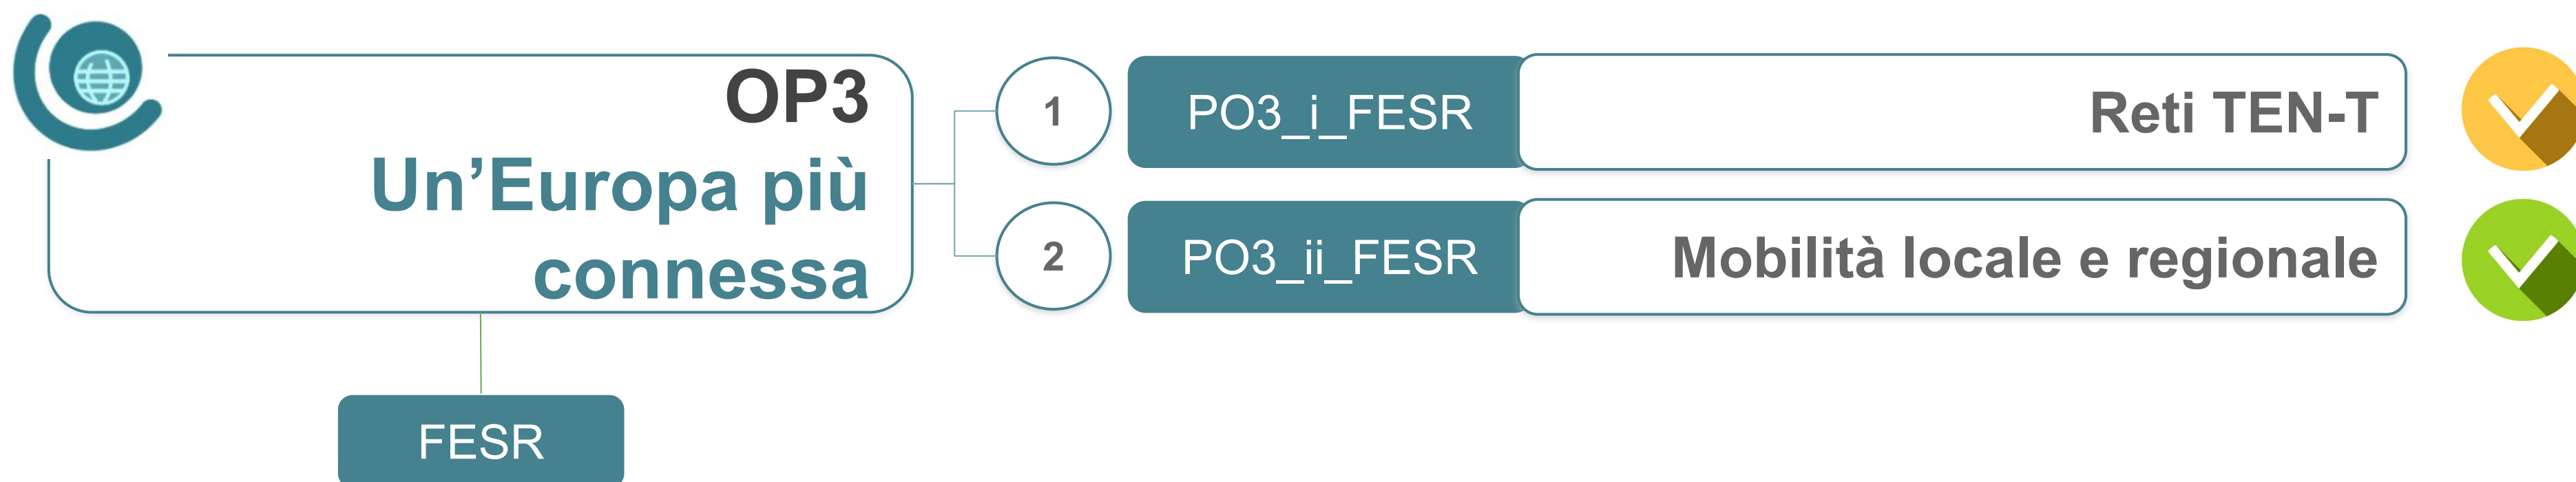 OP3
Un’Europa più
connessa
FESR
1
PO3_i_FESR
Reti TEN-T
2
PO3_ii_FESR
Mobilità locale e regionale